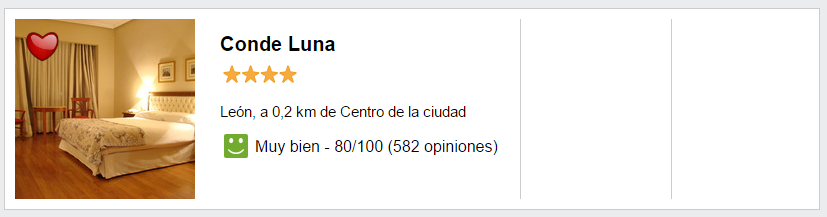 Conde Luna
León, a 0,2 km de Centro de la ciudad
Muy bien - 80/100 (582 opiniones)